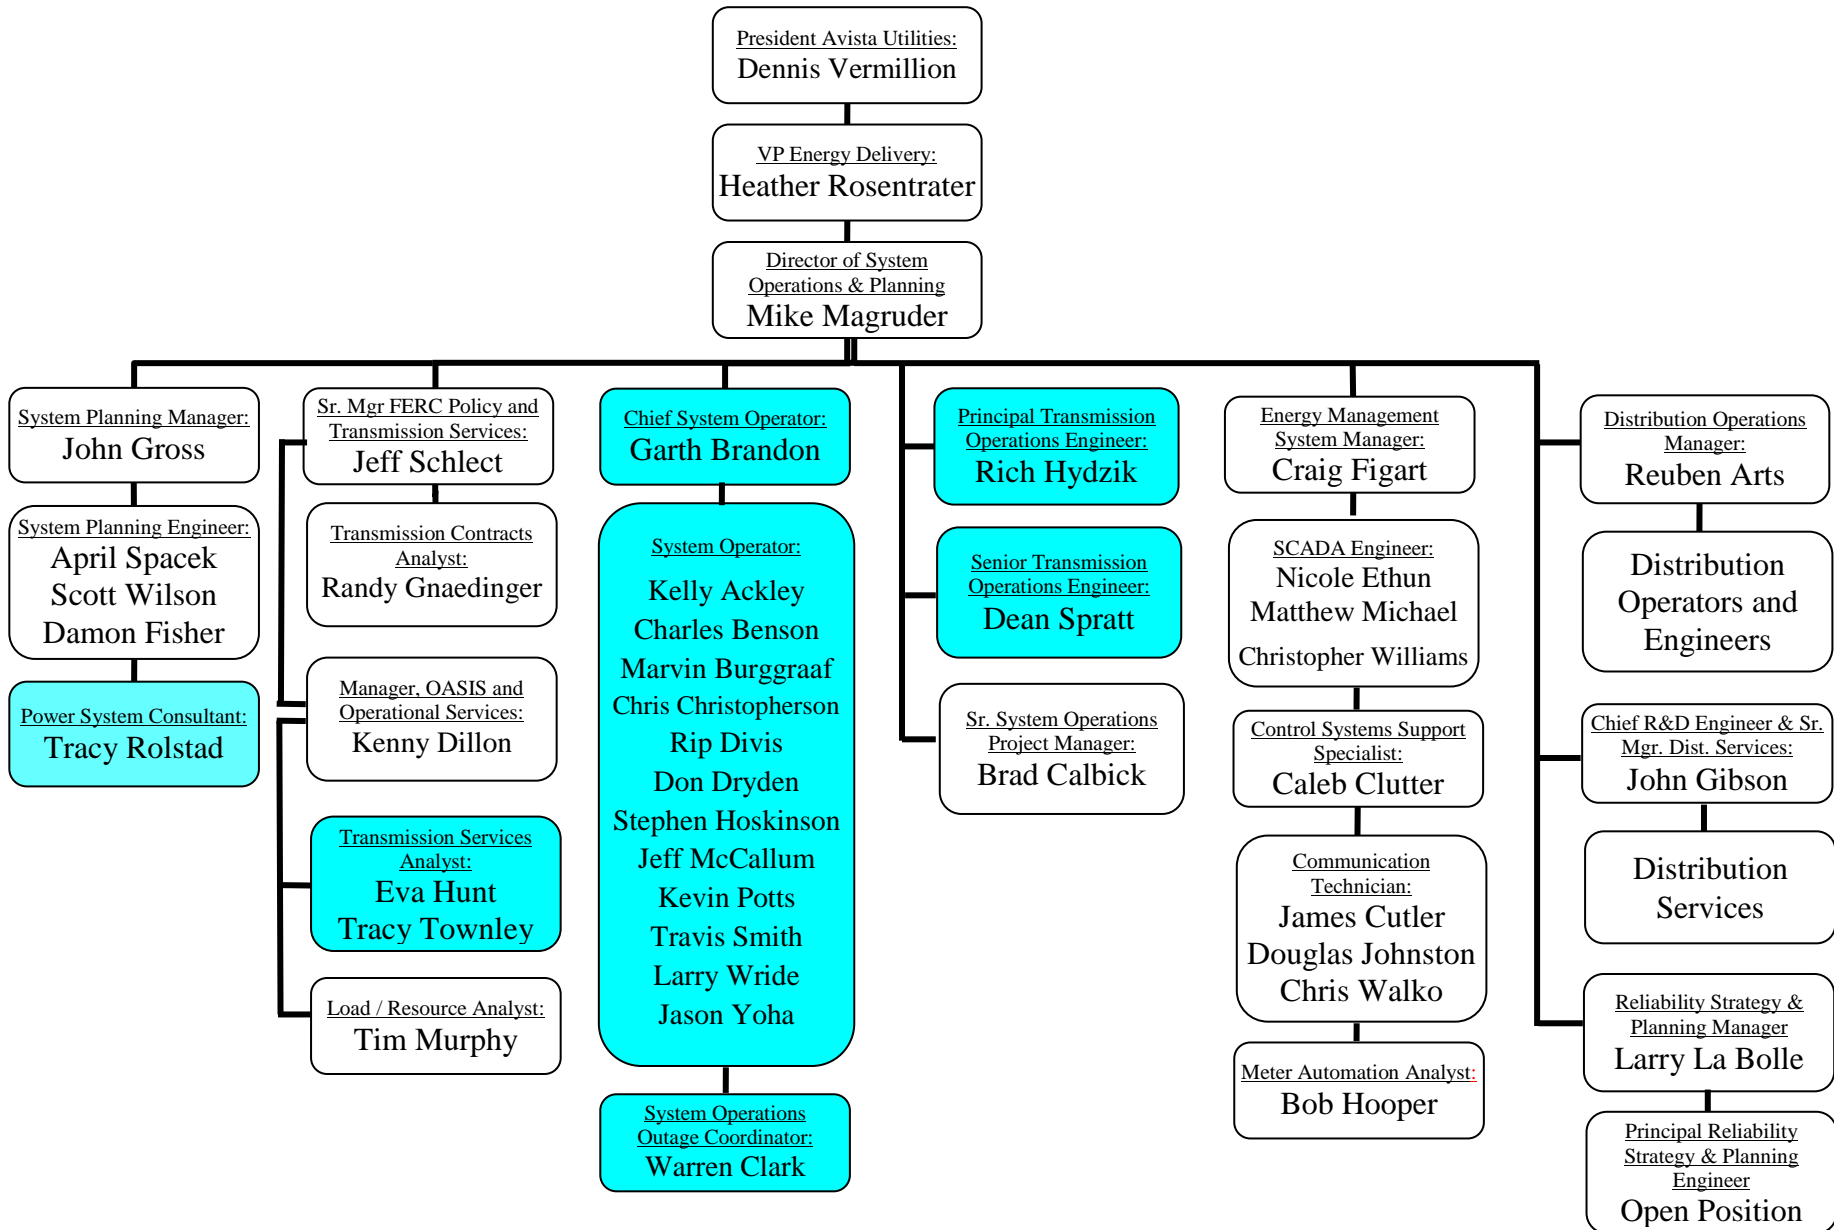 President Avista Utilities:
Dennis Vermillion
VP Energy Delivery:
Heather Rosentrater
Director of System
Operations & Planning
Mike Magruder
System Planning Manager:
John Gross
System Planning Engineer:
April Spacek
Scott Wilson
Damon Fisher
Power System Consultant:
Tracy Rolstad
Sr. Mgr FERC Policy and
Transmission Services:
Jeff Schlect
Transmission Contracts
Analyst:
Randy Gnaedinger
Manager, OASIS and
Operational Services:
Kenny Dillon
Transmission Services
Analyst:
Eva Hunt
Tracy Townley
Load / Resource Analyst:
Tim Murphy
Chief System Operator:
Garth Brandon
System Operator:
Kelly Ackley
Charles Benson
Marvin Burggraaf
Chris Christopherson
Rip Divis
Don Dryden
Stephen Hoskinson
Jeff McCallum
Kevin Potts
Travis Smith
Larry Wride
Jason Yoha
System Operations
Outage Coordinator:
Warren Clark
Principal Transmission
Operations Engineer:
Rich Hydzik
Senior Transmission
Operations Engineer:
Dean Spratt
Sr. System Operations
Project Manager:
Brad Calbick
Energy Management
System Manager:
Craig Figart
SCADA Engineer:
Nicole Ethun
Matthew Michael
Christopher Williams
Control Systems Support
Specialist:
Caleb Clutter
Communication
Technician:
James Cutler
Douglas Johnston
Chris Walko
Meter Automation Analyst:
Bob Hooper
Distribution Operations
Manager:
Reuben Arts
Distribution
Operators and
Engineers
Chief R&D Engineer & Sr.
Mgr. Dist. Services:
John Gibson
Distribution
Services
Reliability Strategy &
Planning Manager
Larry La Bolle
Principal Reliability
Strategy & Planning
Engineer
Open Position